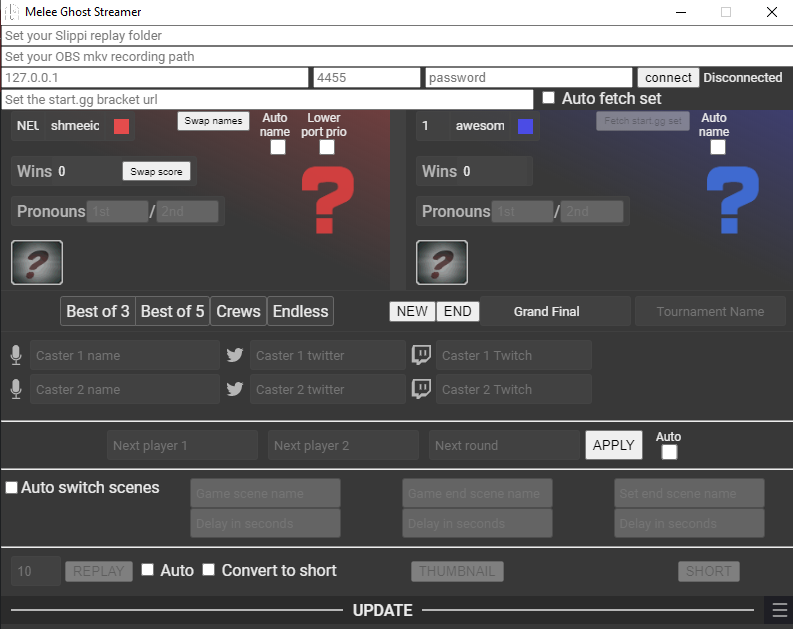 Melee Ghost Streamer
Set your Slippi replay folder
Set your OBS mkv recording path
127.0.0.1 4455 password connect Disconnected
Set the start.gg bracket url Auto fetch set
NEU shmeeic Swap names Auto name Lower port prio 1 awesom Fetch start.gg set Auto name
Wins 0 Swap score Wins 0
Pronouns 1st / 2nd Pronouns 1st / 2nd
? ?
Best of 3 Best of 5 Crews Endless NEW END Grand Final Tournament Name
Caster 1 name Caster 1 twitter Caster 1 Twitch
Caster 2 name Caster 2 twitter Caster 2 Twitch
Next player 1 Next player 2 Next round APPLY Auto
Auto switch scenes Game scene name Game end scene name Set end scene name
Delay in seconds Delay in seconds Delay in seconds
10 REPLAY Auto Convert to short THUMBNAIL SHORT
UPDATE